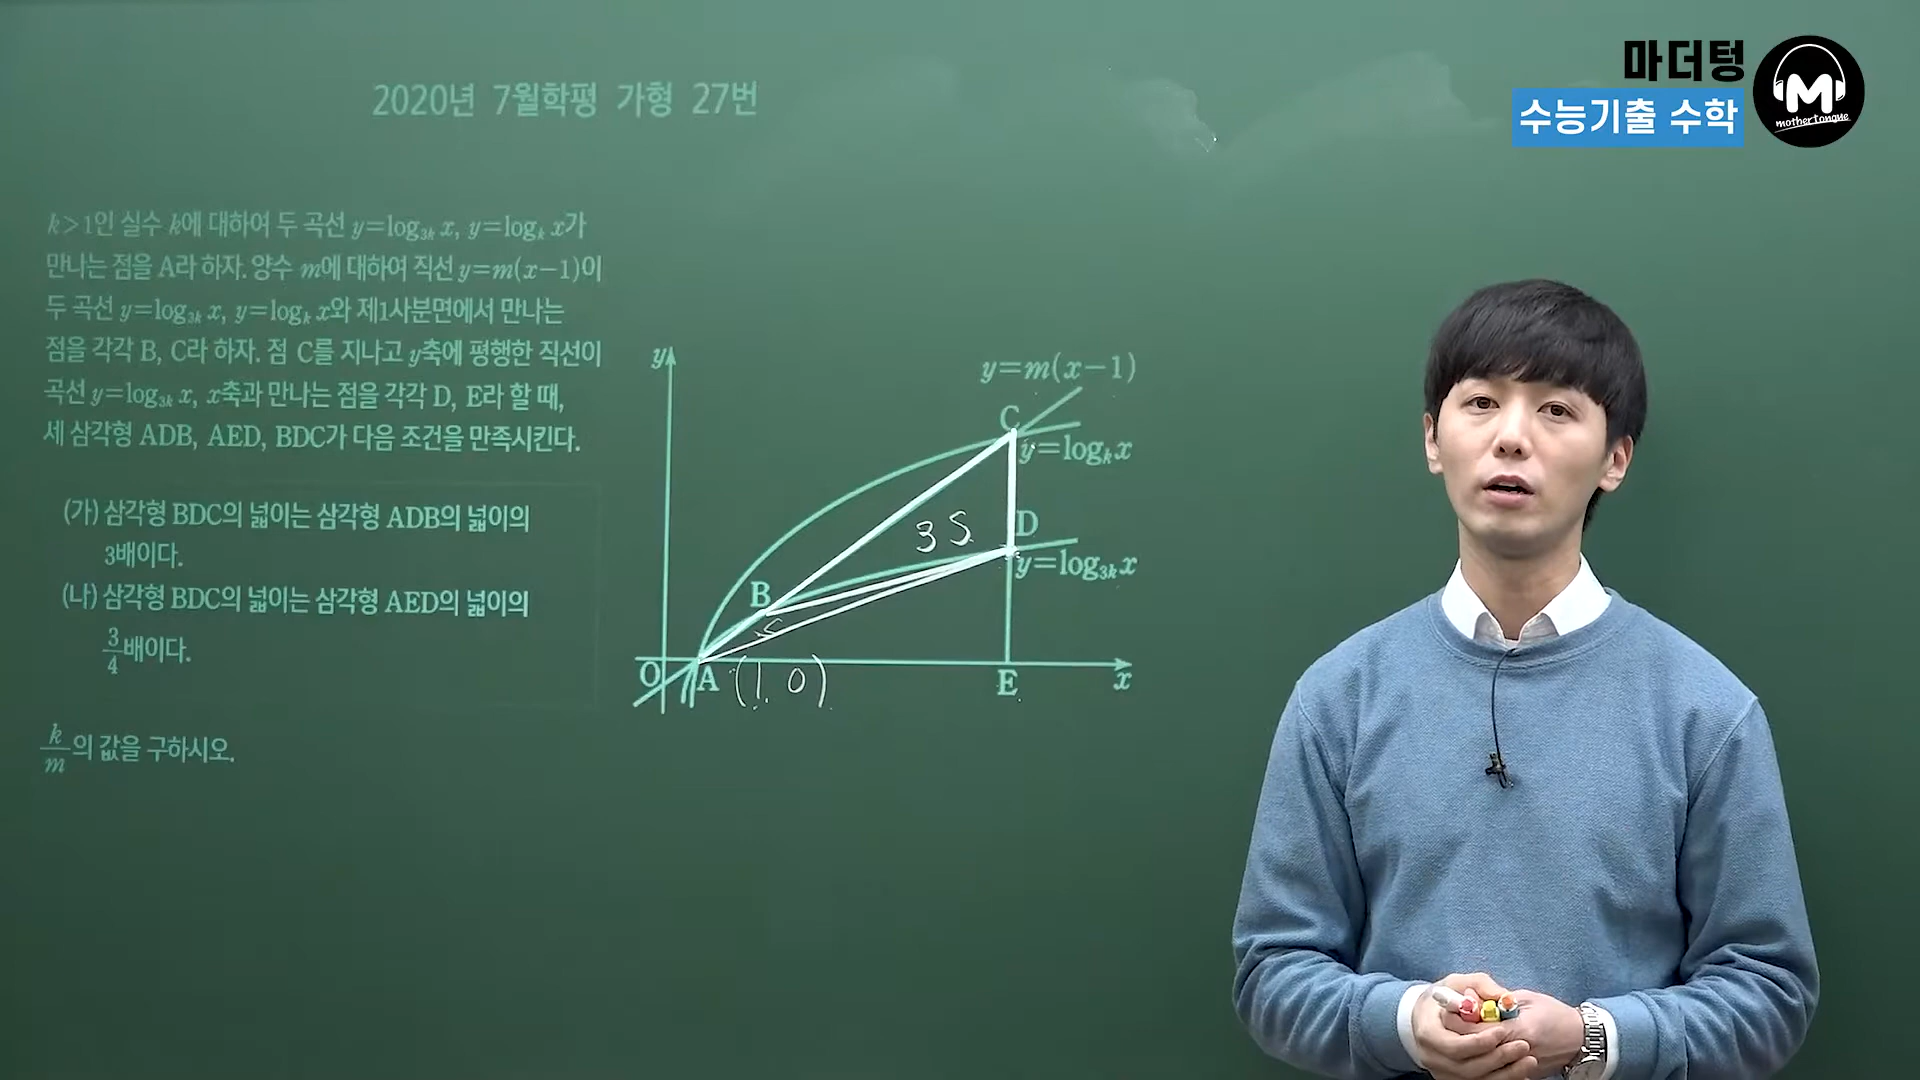 마더텅
수능기출 수학
M
mothertongue
2020년 7월학평 가형 27번
k>1인 실수 k에 대하여 두 곡선 y=log₃ₖ x, y=logₖ x가
만나는 점을 A라 하자. 양수 m에 대하여 직선 y=m(x-1)이
두 곡선 y=log₃ₖ x, y=logₖ x와 제1사분면에서 만나는
점을 각각 B, C라 하자. 점 C를 지나고 y축에 평행한 직선이
곡선 y=log₃ₖ x, x축과 만나는 점을 각각 D, E라 할 때,
세 삼각형 ADB, AED, BDC가 다음 조건을 만족시킨다.
(가) 삼각형 BDC의 넓이는 삼각형 ADB의 넓이의
3배이다.
(나) 삼각형 BDC의 넓이는 삼각형 AED의 넓이의
3/4배이다.
k/m의 값을 구하시오.
y
y=m(x-1)
C
y=logₖ x
3S
D
y=log₃ₖ x
B
S
O
A (1, 0)
E
x